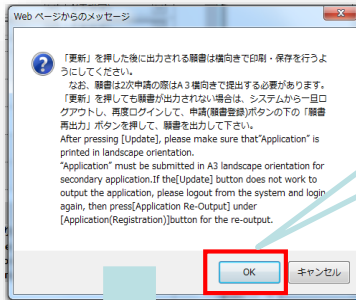 Web ページからのメッセージ
「更新」を押した後に出力される願書は横向きで印刷・保存を行うよ
うにしてください。
なお、願書は2次申請の際はA３横向きで提出する必要があります。
「更新」を押しても願書が出力されない場合は、システムから一旦ロ
グアウトし、再度ログインして、申請(願書登録)ボタンの下の「願書
再出力」ボタンを押して、願書を出力して下さい。
After pressing [Update], please make sure that"Application" is
printed in landscape orientation.
"Application" must be submitted in A3 landscape orientation for
secondary application.If the[Update] button does not work to
output the application, please logout from the system and login
again, then press[Application Re-Output] under
[Application(Registration)]button for the re-output.
OK
キャンセル